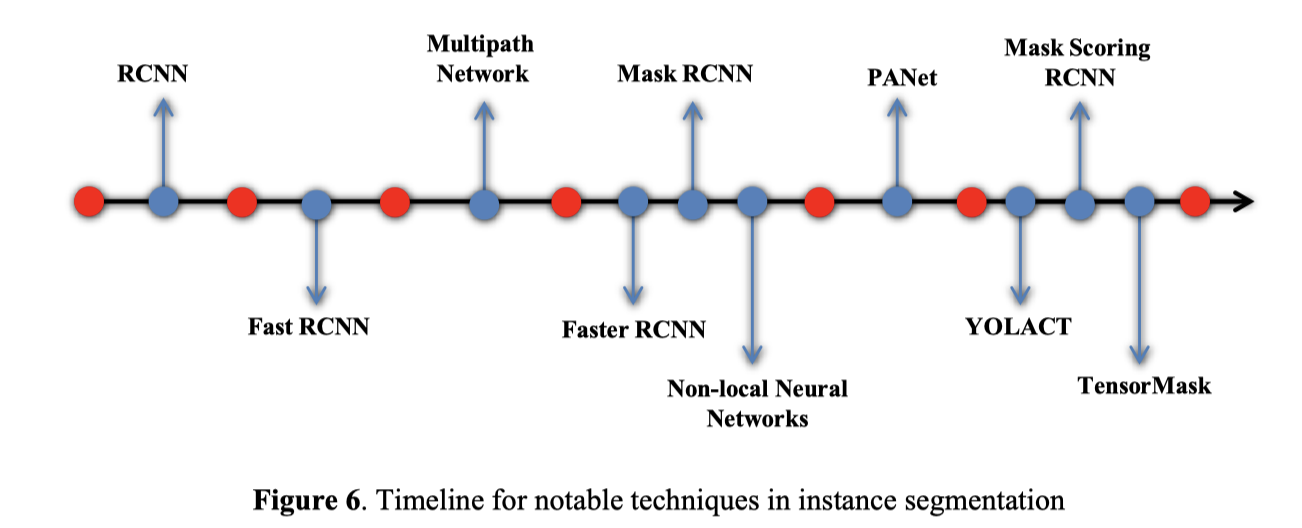 RCNN
Multipath
Network
Mask RCNN
PANet
Mask Scoring
RCNN
Fast RCNN
Faster RCNN
Non-local Neural
Networks
YOLACT
TensorMask
Figure 6. Timeline for notable techniques in instance segmentation